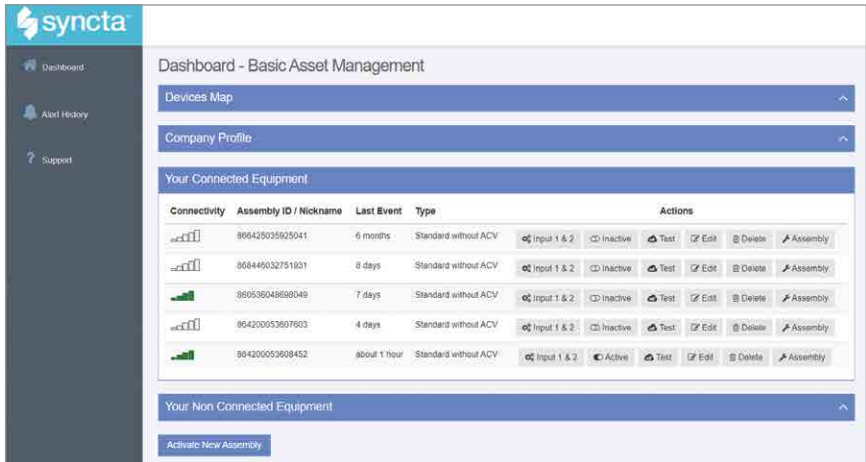 syncta
Dashboard
Alert History
Support
Dashboard - Basic Asset Management
Devices Map
Company Profile
Your Connected Equipment
Connectivity Assembly ID / Nickname Last Event Type Actions
866425035925041 6 months Standard without ACV Input 1 & 2 Inactive Test Edit Delete Assembly
868446032751931 8 days Standard without ACV Input 1 & 2 Inactive Test Edit Delete Assembly
860536048698049 7 days Standard without ACV Input 1 & 2 Inactive Test Edit Delete Assembly
864200053607603 4 days Standard without ACV Input 1 & 2 Inactive Test Edit Delete Assembly
864200053608452 about 1 hour Standard without ACV Input 1 & 2 Active Test Edit Delete Assembly
Your Non Connected Equipment
Activate New Assembly